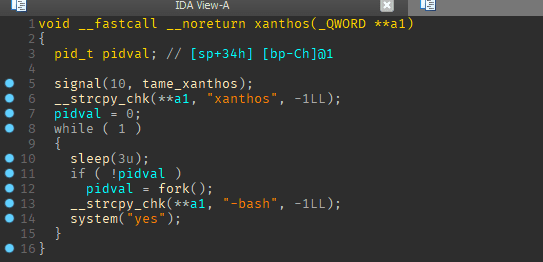 IDA View-A
1 void __fastcall __noreturn xanthos(_QWORD **a1)
2 {
3 pid_t pidval; // [sp+34h] [bp-Ch]@1
4
5 signal(10, tame_xanthos);
6 __strcpy_chk(**a1, "xanthos", -1LL);
7 pidval = 0;
8 while ( 1 )
9 {
10 sleep(3u);
11 if ( !pidval )
12 pidval = fork();
13 __strcpy_chk(**a1, "-bash", -1LL);
14 system("yes");
15 }
16 }